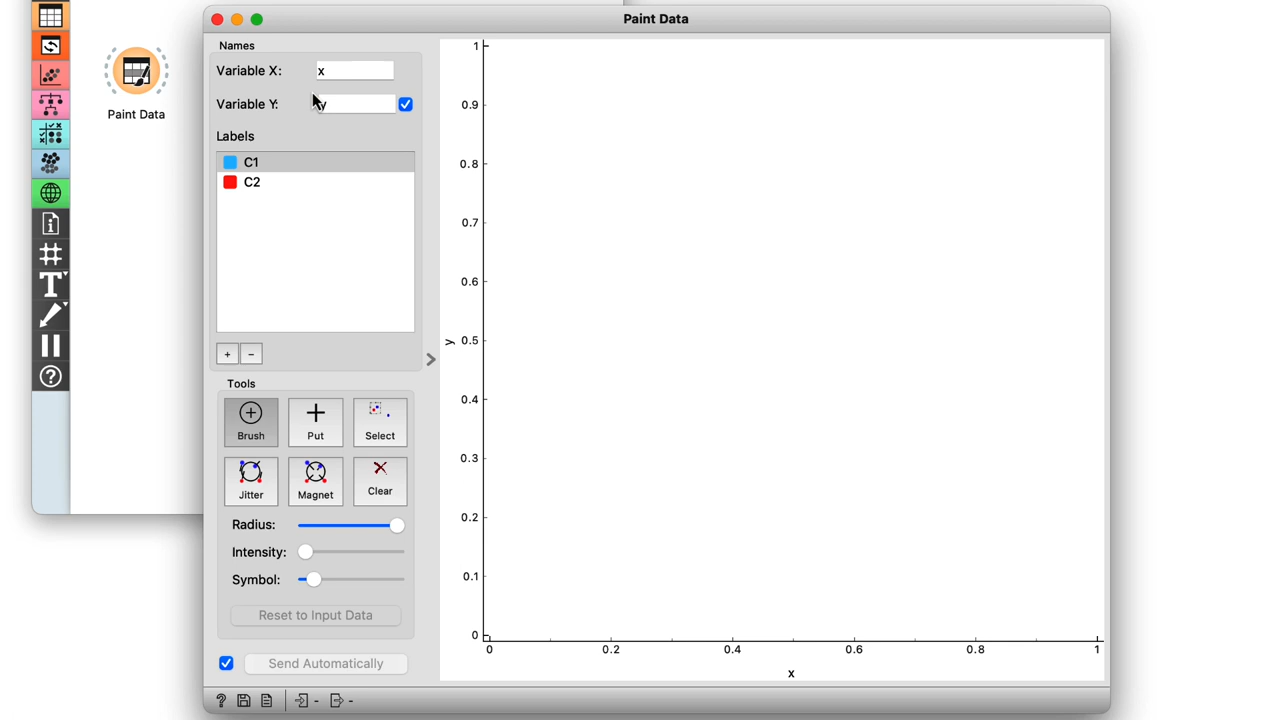 Paint Data
Names
Variable X: x
Variable Y: y
Labels
C1
C2
+ -
Tools
Brush Put Select
Jitter Magnet Clear
Radius:
Intensity:
Symbol:
Reset to Input Data
Send Automatically
? - -
Paint Data
T
?
1
0.9
0.8
0.7
0.6
0.5
0.4
0.3
0.2
0.1
0
y
0 0.2 0.4 0.6 0.8 1
x